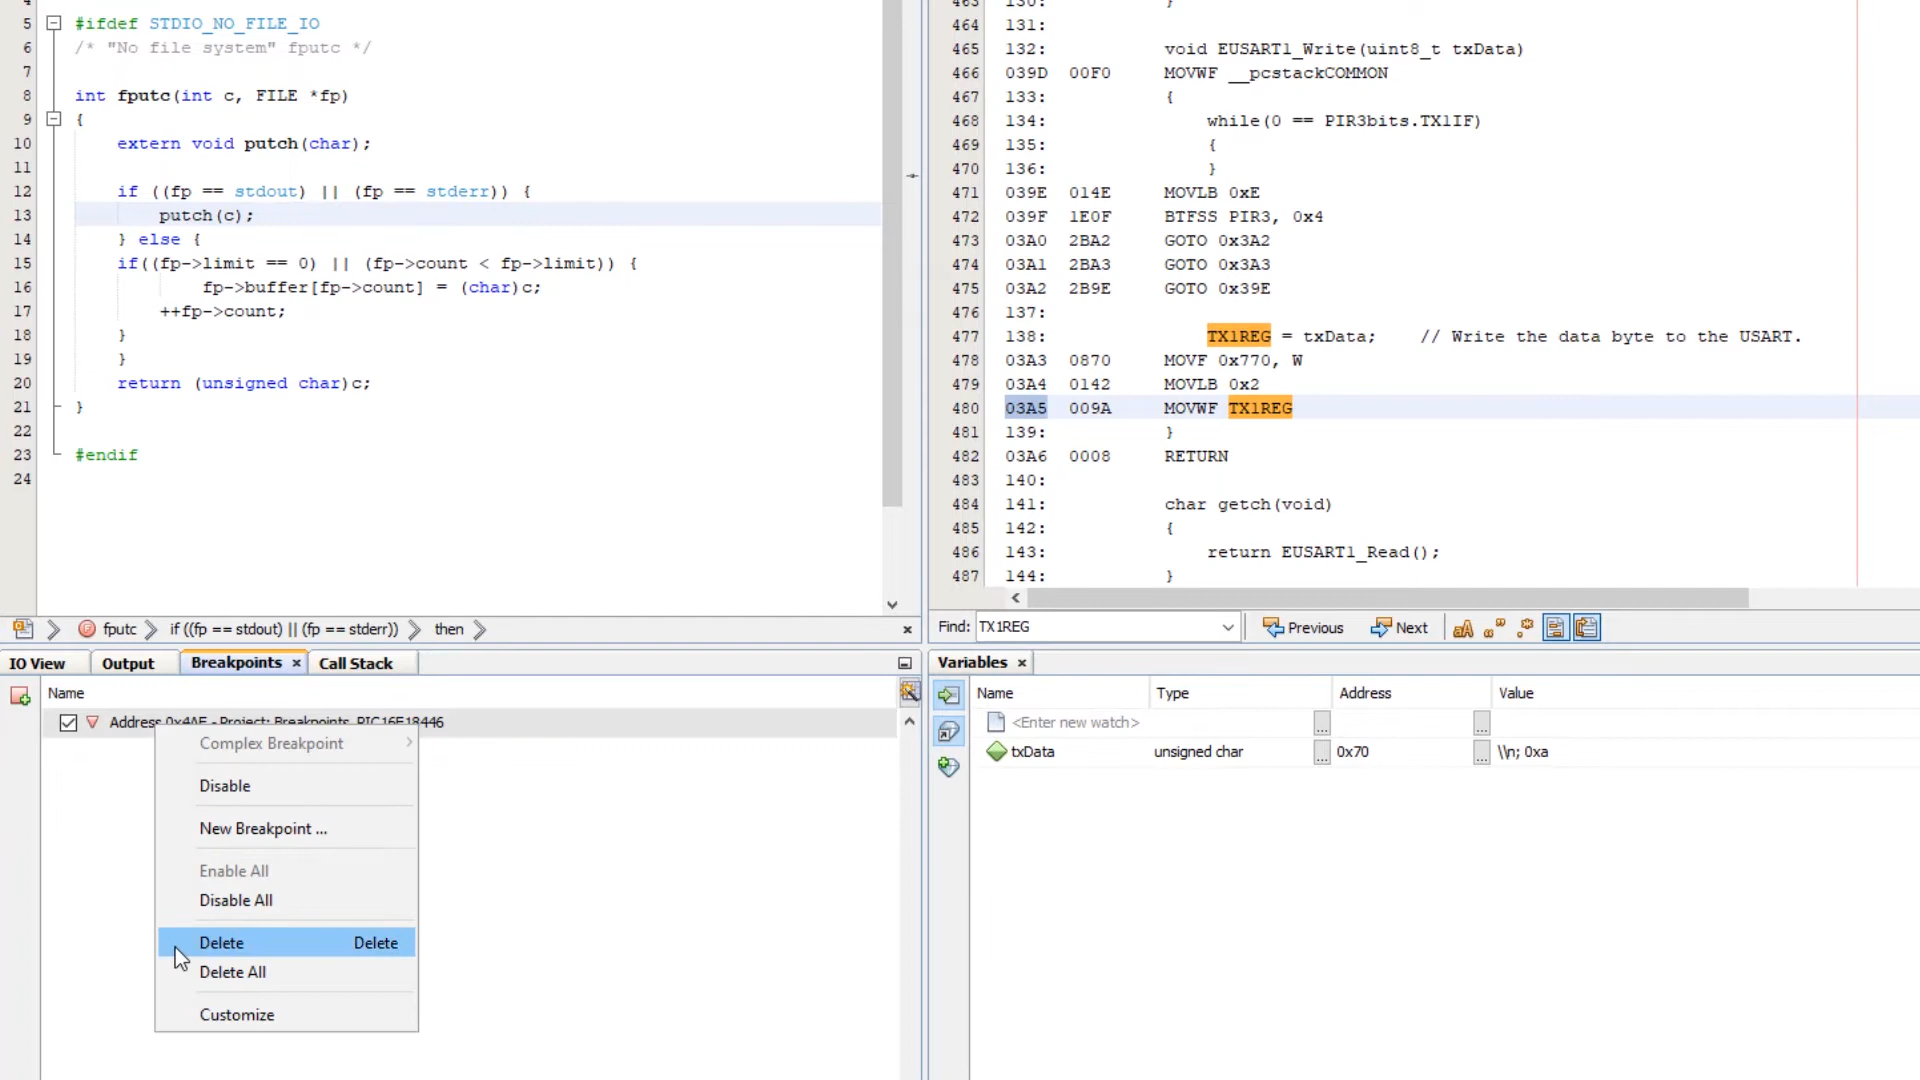 4
5 #ifdef STDIO_NO_FILE_IO
6 /* "No file system" fputc */
7
8 int fputc(int c, FILE *fp)
9 {
10 extern void putch(char);
11
12 if ((fp == stdout) || (fp == stderr)) {
13 putch(c);
14 } else {
15 if((fp->limit == 0) || (fp->count < fp->limit)) {
16 fp->buffer[fp->count] = (char)c;
17 ++fp->count;
18 }
19 }
20 return (unsigned char)c;
21 }
22
23 #endif
24
fputc if ((fp == stdout) || (fp == stderr)) then
463 130: }
464 131:
465 132: void EUSART1_Write(uint8_t txData)
466 039D 00F0 MOVWF __pcstackCOMMON
467 133: {
468 134: while(0 == PIR3bits.TX1IF)
469 135: {
470 136: }
471 039E 014E MOVLB 0xE
472 039F 1E0F BTFSS PIR3, 0x4
473 03A0 2BA2 GOTO 0x3A2
474 03A1 2BA3 GOTO 0x3A3
475 03A2 2B9E GOTO 0x39E
476 137:
477 138: TX1REG = txData; // Write the data byte to the USART.
478 03A3 0870 MOVF 0x770, W
479 03A4 0142 MOVLB 0x2
480 03A5 009A MOVWF TX1REG
481 139: }
482 03A6 0008 RETURN
483 140:
484 141: char getch(void)
485 142: {
486 143: return EUSART1_Read();
487 144: }
Find: TX1REG Previous Next
IO View Output Breakpoints × Call Stack
Name
Address 0x4AE - Project: Breakpoints_PIC16F18446
Complex Breakpoint
Disable
New Breakpoint ...
Enable All
Disable All
Delete Delete
Delete All
Customize
Variables ×
Name Type Address Value
<Enter new watch> ... ...
txData unsigned char ... 0x70 ... \\n; 0xa